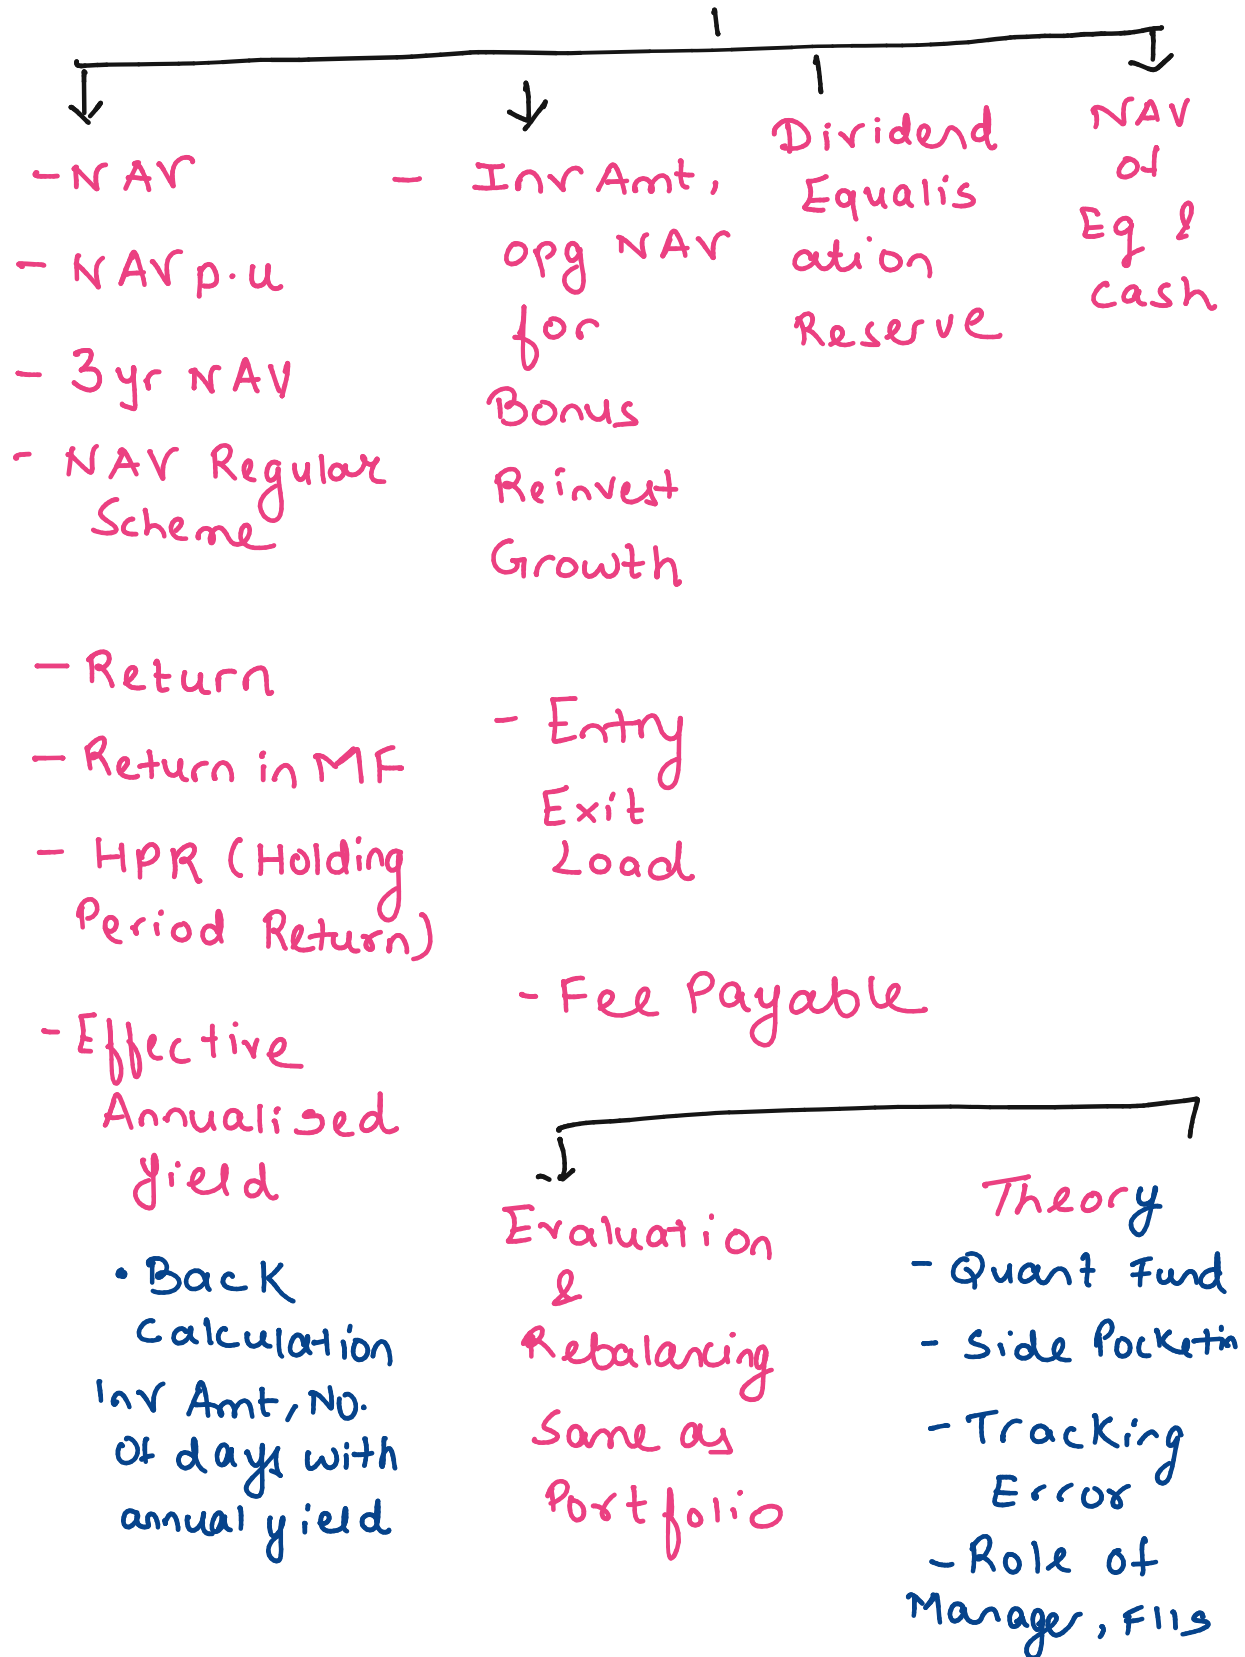 - NAV
- NAV p.u
- 3 yr NAV
- NAV Regular
Scheme
- Return
- Return in MF
- HPR (Holding
Period Return)
- Effective
Annualised
Yield
• Back
Calculation
Inv Amt, No.
Of days with
annual yield
- Inv Amt,
opg NAV
for
Bonus
Reinvest
Growth
- Entry
Exit
Load
- Fee Payable
Dividend
Equalis
ation
Reserve
NAV
of
Eq &
cash
Evaluation
&
Rebalancing
Same as
Portfolio
Theory
- Quant Fund
- Side Pocketin
- Tracking
Error
- Role of
Manager, FIIs